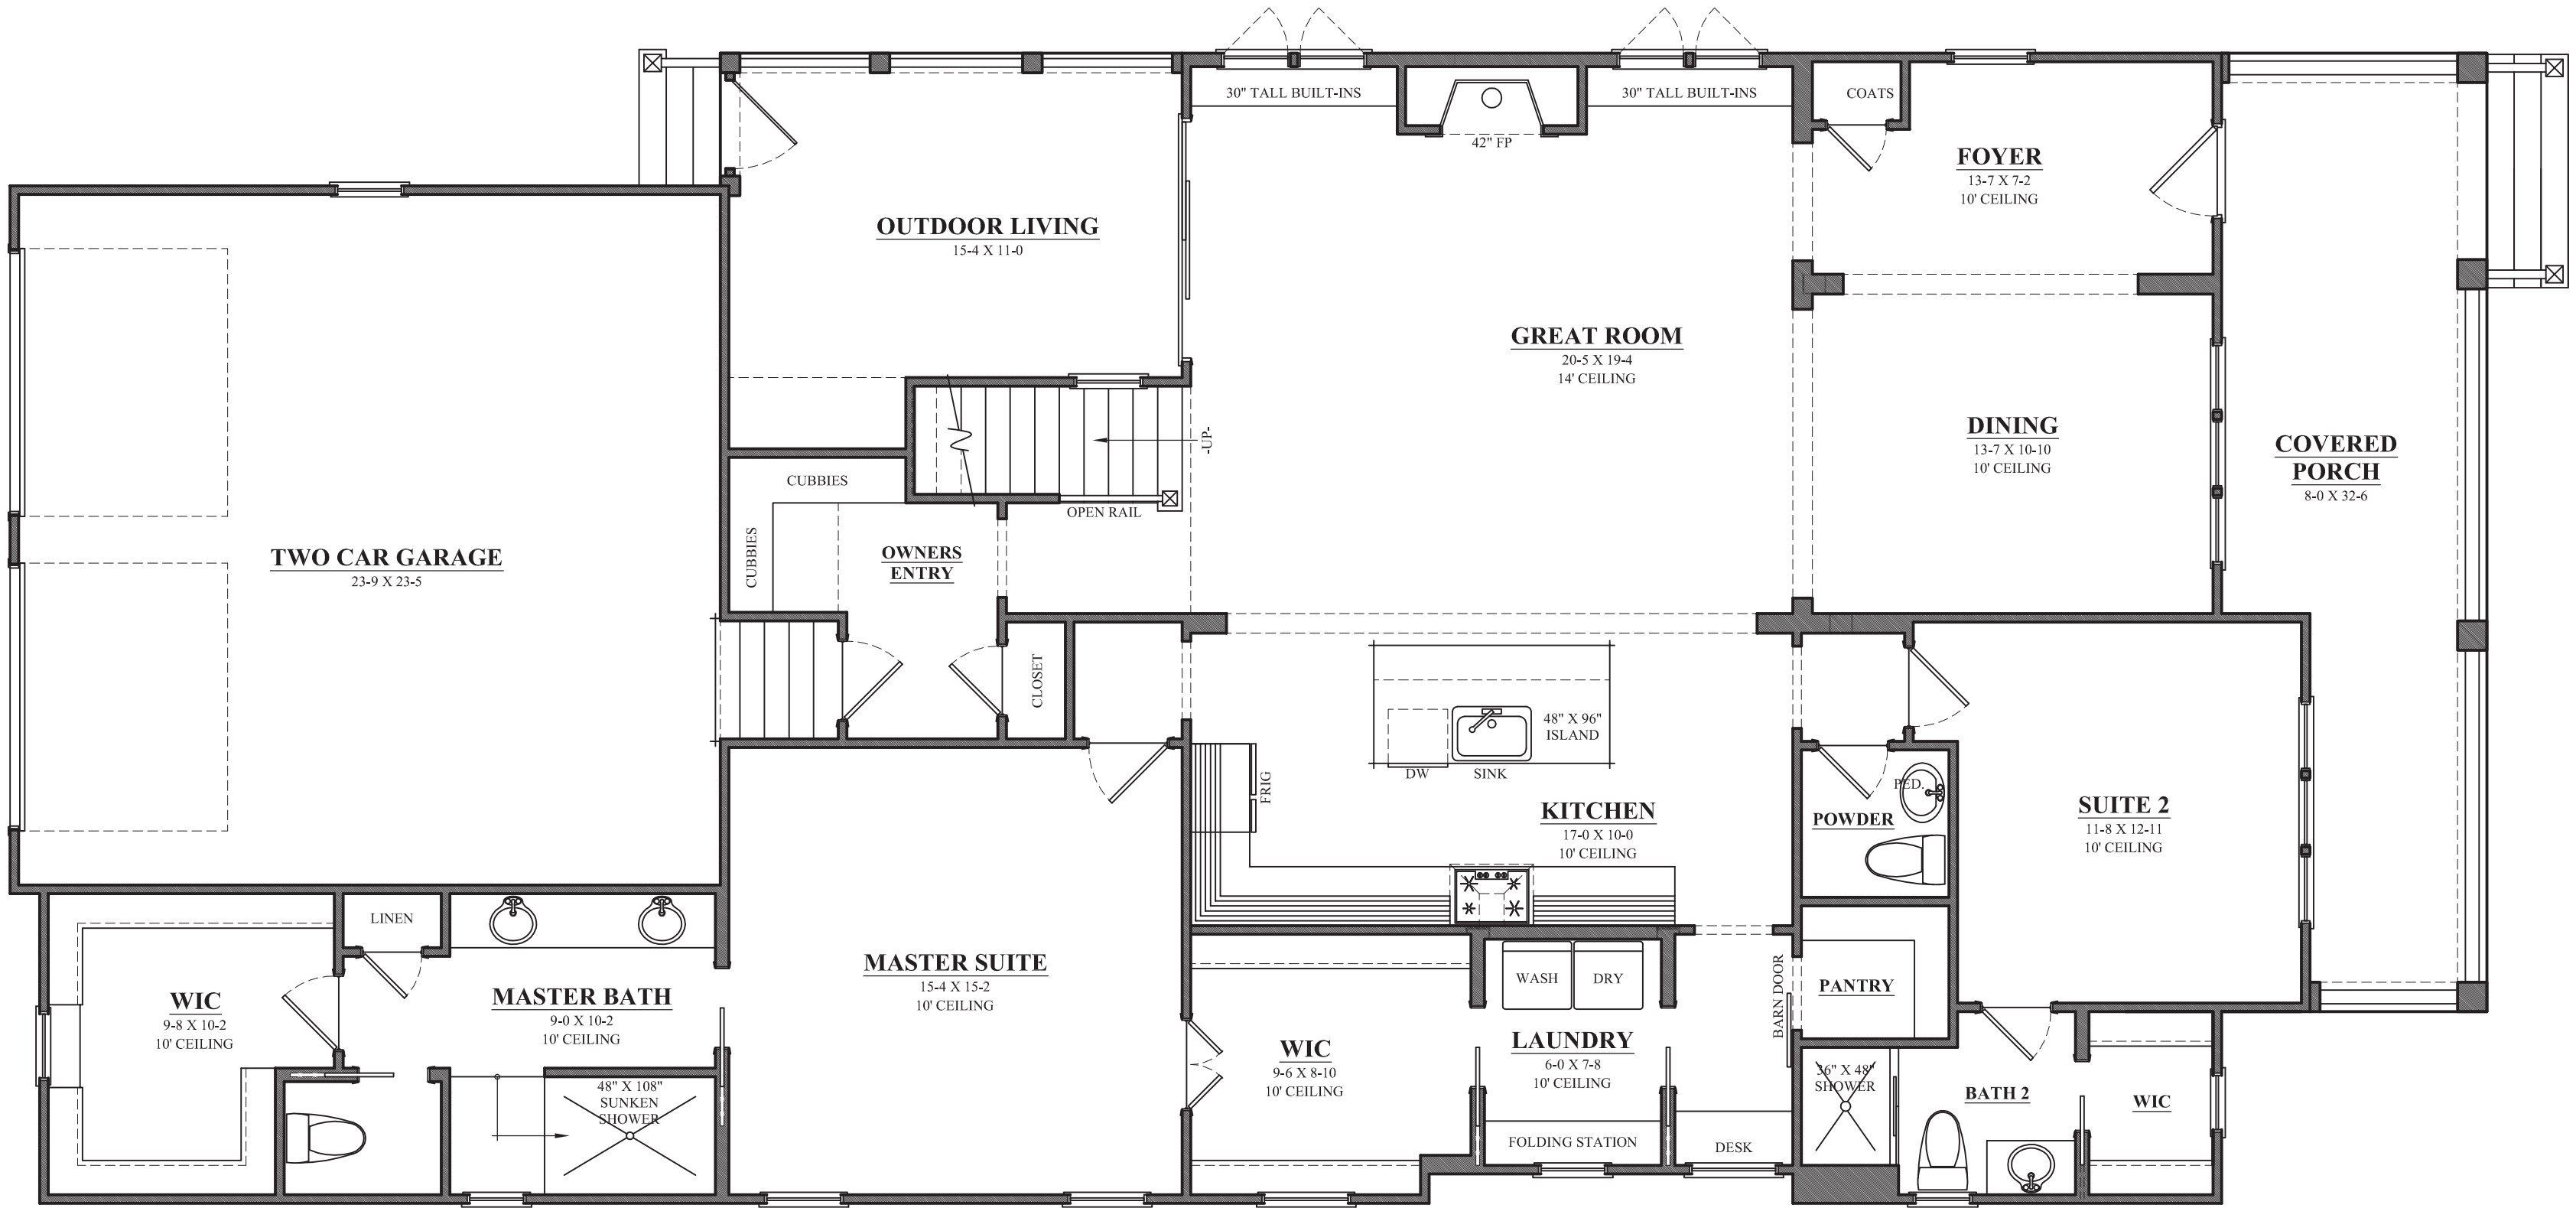 30" TALL BUILT-INS
42" FP
30" TALL BUILT-INS
COATS
FOYER
13-7 X 7-2
10' CEILING
OUTDOOR LIVING
15-4 X 11-0
GREAT ROOM
20-5 X 19-4
14' CEILING
-UP-
DINING
13-7 X 10-10
10' CEILING
COVERED
PORCH
8-0 X 32-6
CUBBIES
CUBBIES
OPEN RAIL
OWNERS
ENTRY
TWO CAR GARAGE
23-9 X 23-5
CLOSET
48" X 96"
ISLAND
DW
SINK
FRIG
KITCHEN
17-0 X 10-0
10' CEILING
PED.
POWDER
SUITE 2
11-8 X 12-11
10' CEILING
LINEN
WIC
9-8 X 10-2
10' CEILING
MASTER BATH
9-0 X 10-2
10' CEILING
48" X 108"
SUNKEN
SHOWER
MASTER SUITE
15-4 X 15-2
10' CEILING
WIC
9-6 X 8-10
10' CEILING
WASH
DRY
LAUNDRY
6-0 X 7-8
10' CEILING
FOLDING STATION
DESK
BARN DOOR
PANTRY
36" X 48"
SHOWER
BATH 2
WIC